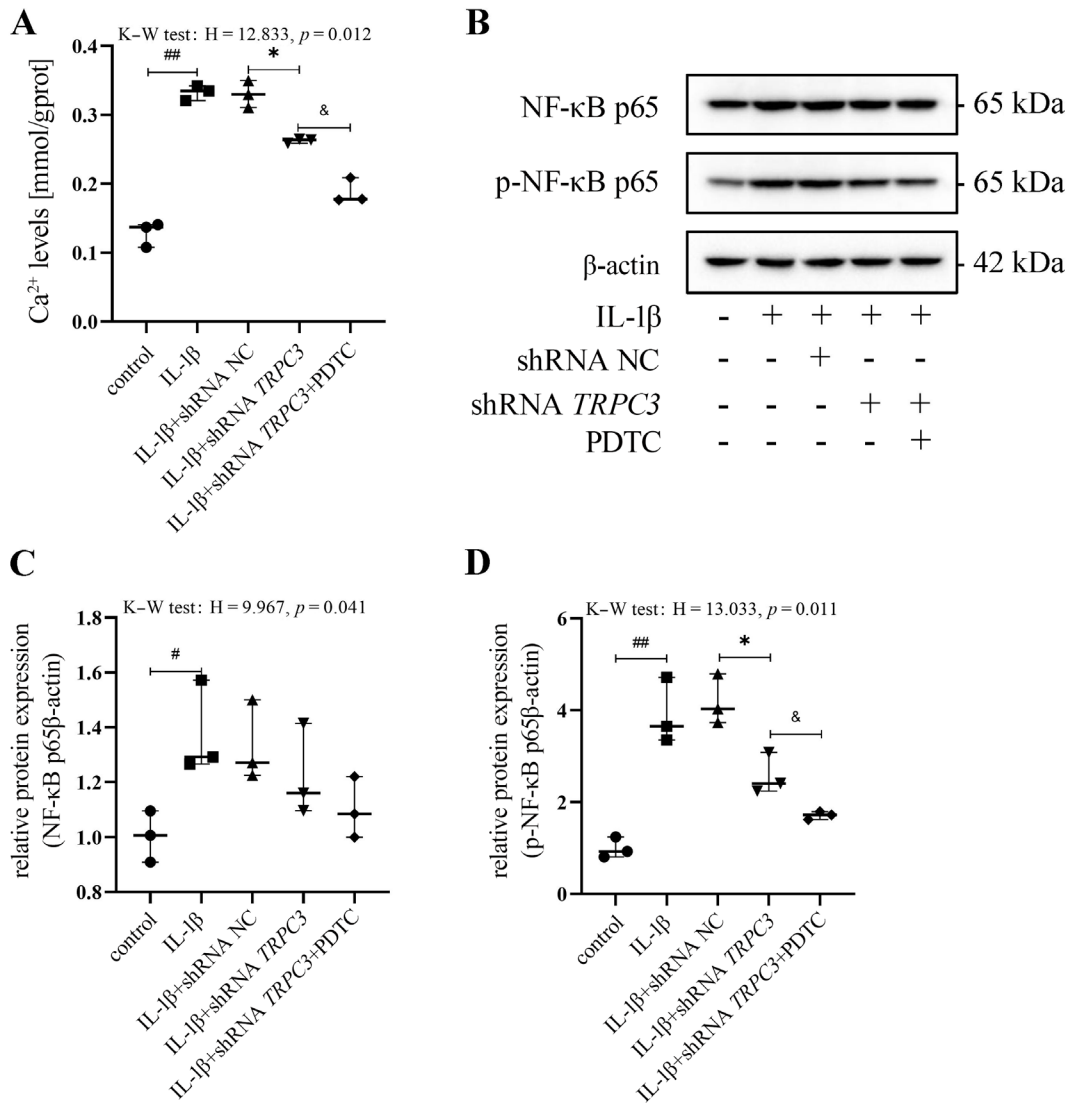 A
K–W test: H = 12.833, p = 0.012
Ca²⁺ levels [mmol/gprot]
0.4
0.3
0.2
0.1
0.0
##
*
&
control
IL-1β
IL-1β+shRNA NC
IL-1β+shRNA TRPC3
IL-1β+shRNA TRPC3+PDTC
B
NF-κB p65 - 65 kDa
p-NF-κB p65 - 65 kDa
β-actin - 42 kDa
IL-1β - + + + +
shRNA NC - - + - -
shRNA TRPC3 - - - + +
PDTC - - - - +
C
K–W test: H = 9.967, p = 0.041
relative protein expression
(NF-κB p65β-actin)
1.8
1.6
1.4
1.2
1.0
0.8
#
control
IL-1β
IL-1β+shRNA NC
IL-1β+shRNA TRPC3
IL-1β+shRNA TRPC3+PDTC
D
K–W test: H = 13.033, p = 0.011
relative protein expression
(p-NF-κB p65β-actin)
6
4
2
0
##
*
&
control
IL-1β
IL-1β+shRNA NC
IL-1β+shRNA TRPC3
IL-1β+shRNA TRPC3+PDTC